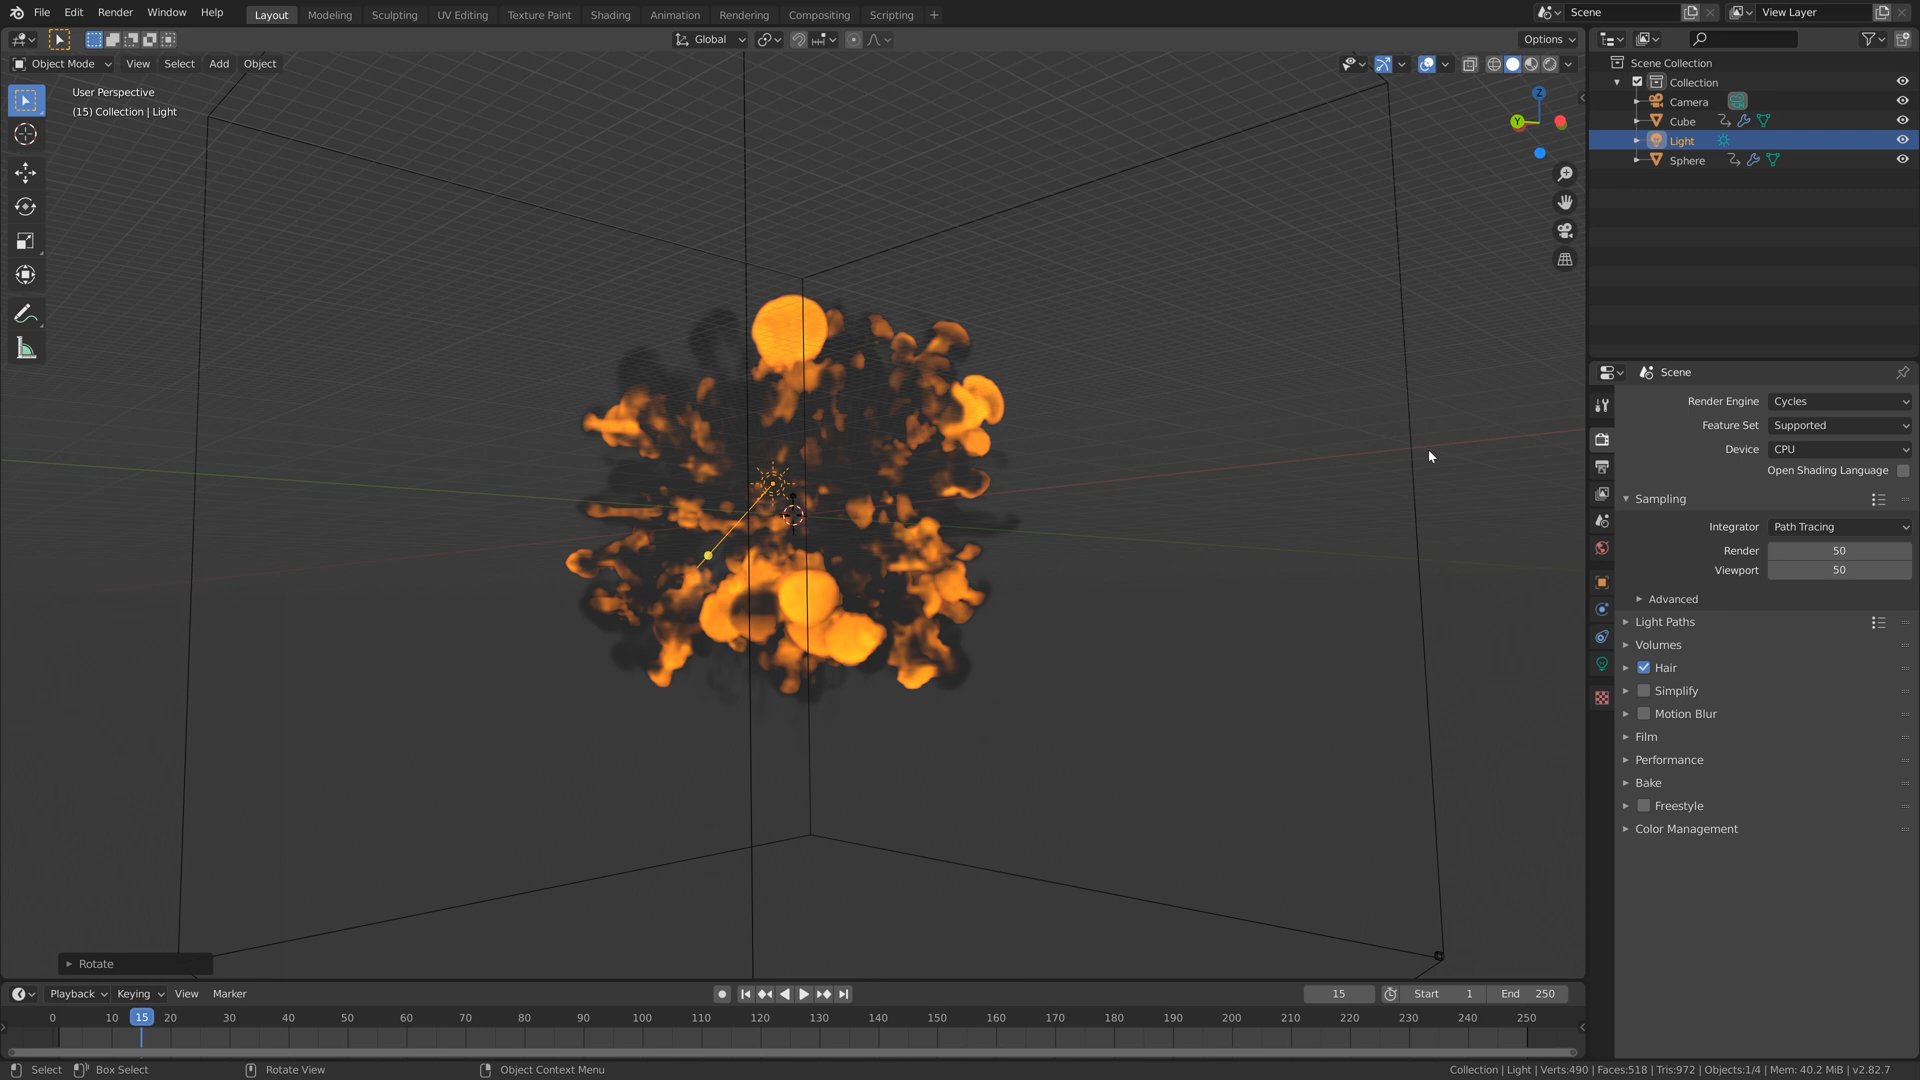 File Edit Render Window Help Layout Modeling Sculpting UV Editing Texture Paint Shading Animation Rendering Compositing Scripting + Scene View Layer
Global Options
Object Mode View Select Add Object
User Perspective
(15) Collection | Light
Z
Y
Scene Collection
Collection
Camera
Cube
Light
Sphere
Scene
Render Engine Cycles
Feature Set Supported
Device CPU
Open Shading Language
Sampling
Integrator Path Tracing
Render 50
Viewport 50
Advanced
Light Paths
Volumes
Hair
Simplify
Motion Blur
Film
Performance
Bake
Freestyle
Color Management
Rotate
Playback Keying View Marker 15 Start 1 End 250
0 10 15 20 30 40 50 60 70 80 90 100 110 120 130 140 150 160 170 180 190 200 210 220 230 240 250
Select Box Select Rotate View Object Context Menu Collection | Light | Verts:490 | Faces:518 | Tris:972 | Objects:1/4 | Mem: 40.2 MiB | v2.82.7